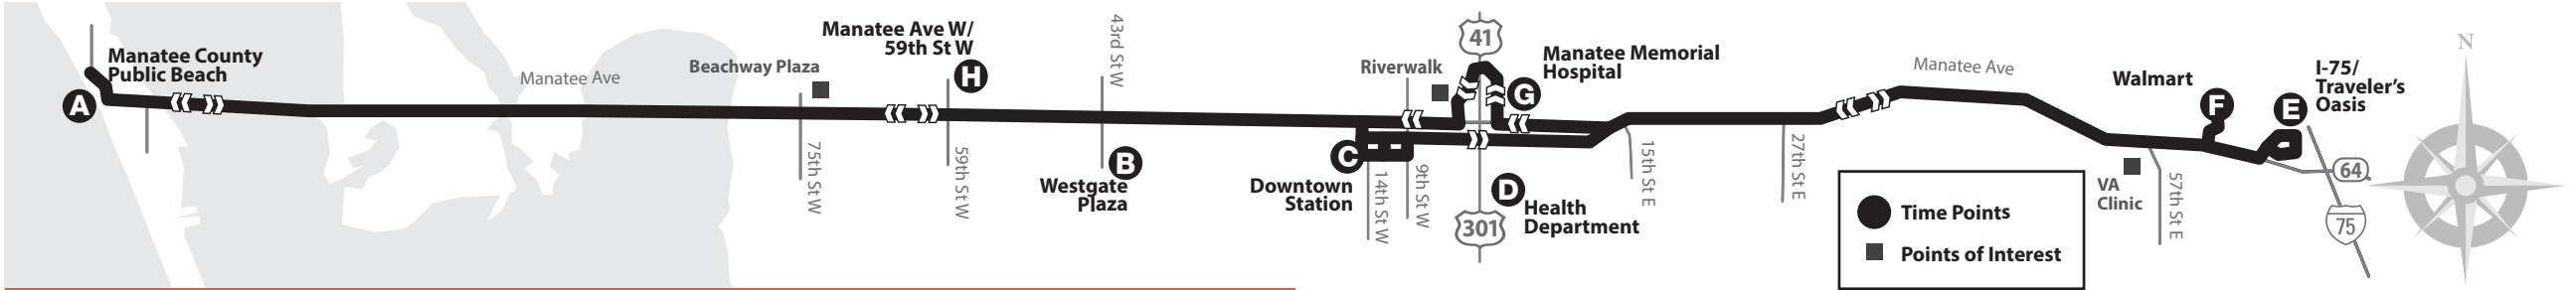 Manatee County
Public Beach
A
Manatee Ave
Beachway Plaza
75th St W
Manatee Ave W/
59th St W
H
59th St W
43rd St W
B
Westgate
Plaza
Riverwalk
C
Downtown
Station
14th St W
9th St W
41
G
Manatee Memorial
Hospital
D
Health
Department
301
15th St E
27th St E
Manatee Ave
Walmart
F
I-75/
Traveler's
Oasis
E
VA
Clinic
57th St E
64
75
N
Time Points
Points of Interest